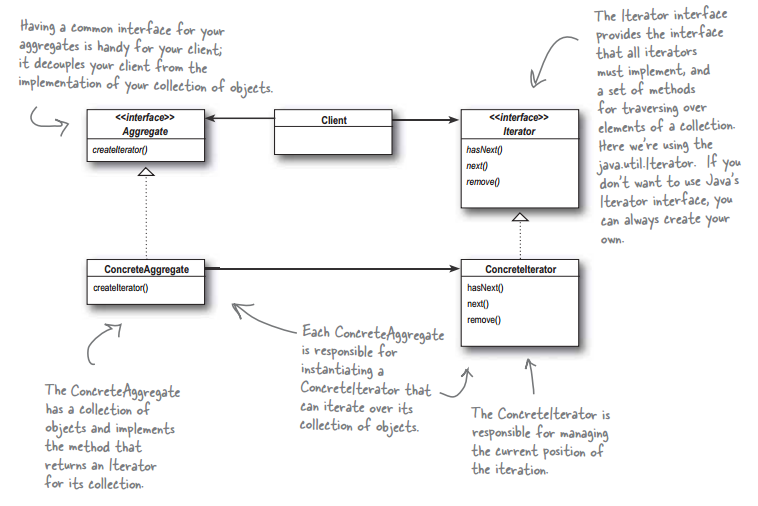 Having a common interface for your
aggregates is handy for your client;
it decouples your client from the
implementation of your collection of objects.
The Iterator interface
provides the interface
that all iterators
must implement, and
a set of methods
for traversing over
elements of a collection.
Here we're using the
java.util.Iterator. If you
don't want to use Java's
Iterator interface, you
can always create your
own.
<<interface>>
Aggregate
createIterator()
Client
<<interface>>
Iterator
hasNext()
next()
remove()
ConcreteAggregate
createIterator()
ConcreteIterator
hasNext()
next()
remove()
Each ConcreteAggregate
is responsible for
instantiating a
ConcreteIterator that
can iterate over its
collection of objects.
The ConcreteAggregate
has a collection of
objects and implements
the method that
returns an Iterator
for its collection.
The ConcreteIterator is
responsible for managing
the current position of
the iteration.